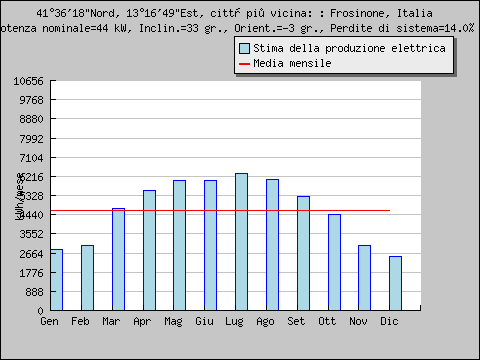 41°36'18"Nord, 13°16'49"Est, cittŕ piů vicina: : Frosinone, Italia
otenza nominale=44 kW, Inclin.=33 gr., Orient.=-3 gr., Perdite di sistema=14.0%
Stima della produzione elettrica
Media mensile
kWh/mese
10656
9768
8880
7992
7104
6216
5328
4440
3552
2664
1776
888
0
Gen Feb Mar Apr Mag Giu Lug Ago Set Ott Nov Dic